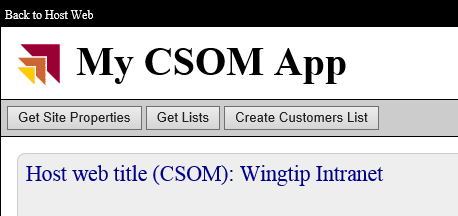 Back to Host Web
My CSOM App
Get Site Properties Get Lists Create Customers List
Host web title (CSOM): Wingtip Intranet